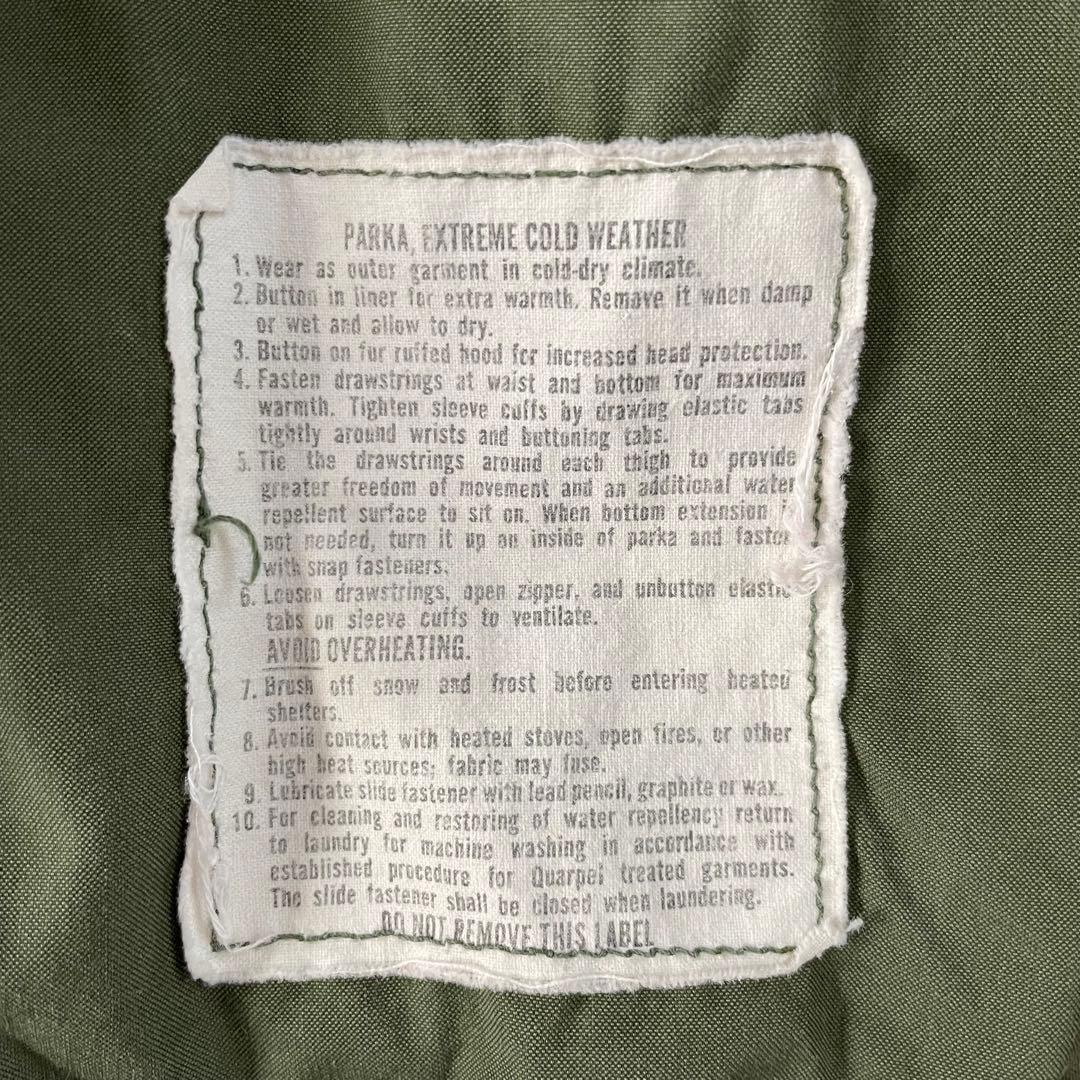 PARKA, EXTREME COLD WEATHER
1. Wear as outer garment in cold-dry climate.
2. Button in liner for extra warmth. Remove it when damp
or wet and allow to dry.
3. Button on fur ruffed hood for increased head protection.
4. Fasten drawstrings at waist and bottom for maximum
warmth. Tighten sleeve cuffs by drawing elastic tabs
tightly around wrists and buttoning tabs.
5. Tie the drawstrings around each thigh to provide
greater freedom of movement and an additional water
repellent surface to sit on. When bottom extension is
not needed, turn it up on inside of parka and fasten
with snap fasteners.
6. Loosen drawstrings, open zipper, and unbutton elastic
tabs on sleeve cuffs to ventilate.
AVOID OVERHEATING.
7. Brush off snow and frost before entering heated
shelters.
8. Avoid contact with heated stoves, open fires, or other
high heat sources; fabric may fuse.
9. Lubricate slide fastener with lead pencil, graphite or wax.
10. For cleaning and restoring of water repellency return
to laundry for machine washing in accordance with
established procedure for Quarpel treated garments.
The slide fastener shall be closed when laundering.
DO NOT REMOVE THIS LABEL